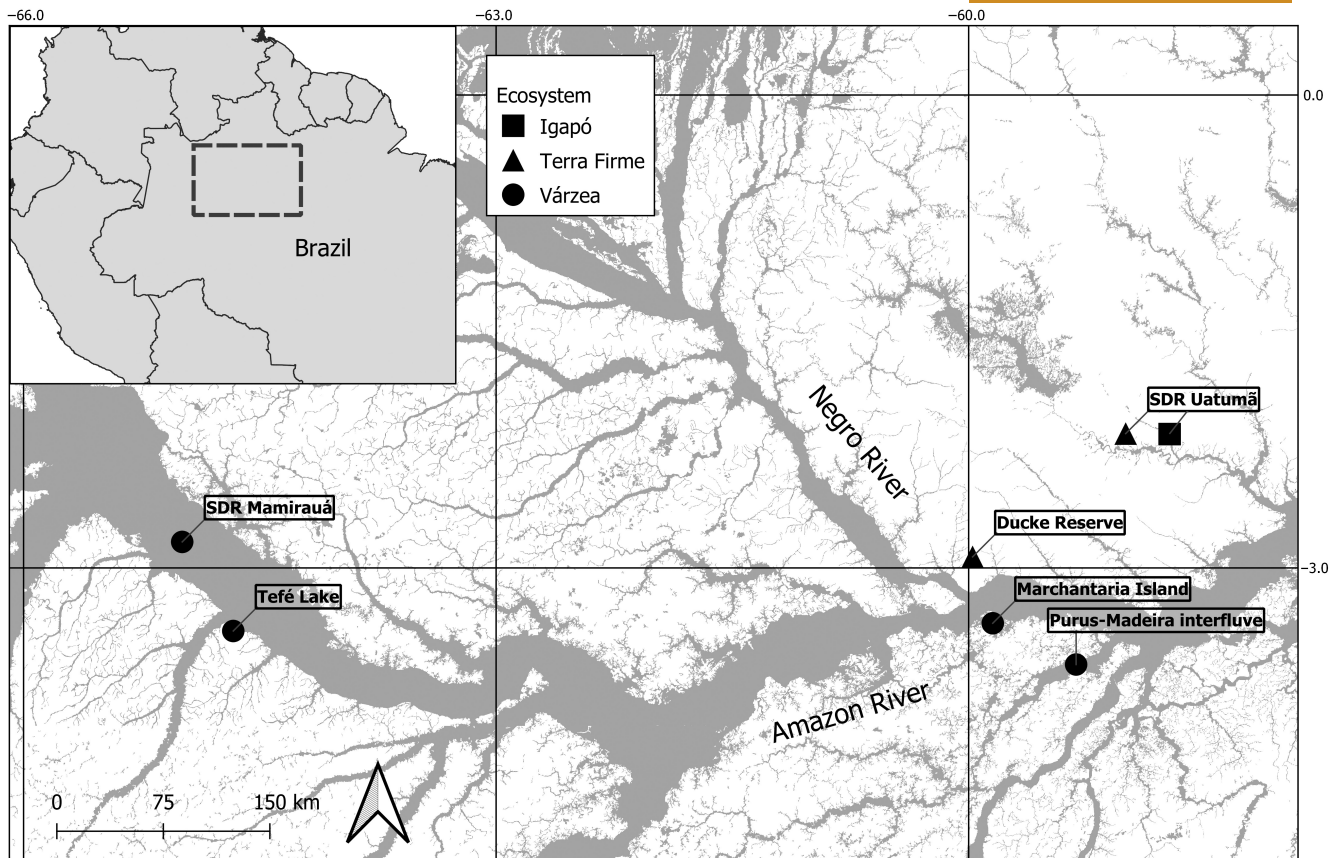 −66.0
−63.0
−60.0
0.0
Ecosystem
Igapó
Terra Firme
Várzea
Brazil
Negro River
SDR Uatumã
SDR Mamirauá
Ducke Reserve
−3.0
Marchantaria Island
Tefé Lake
Purus-Madeira interfluve
Amazon River
0 75 150 km